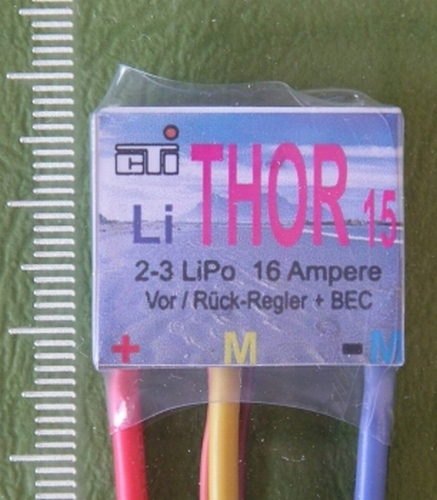 CTI
Li THOR 15
2-3 LiPo 16 Ampere
Vor / Rück-Regler + BEC
+ M - M